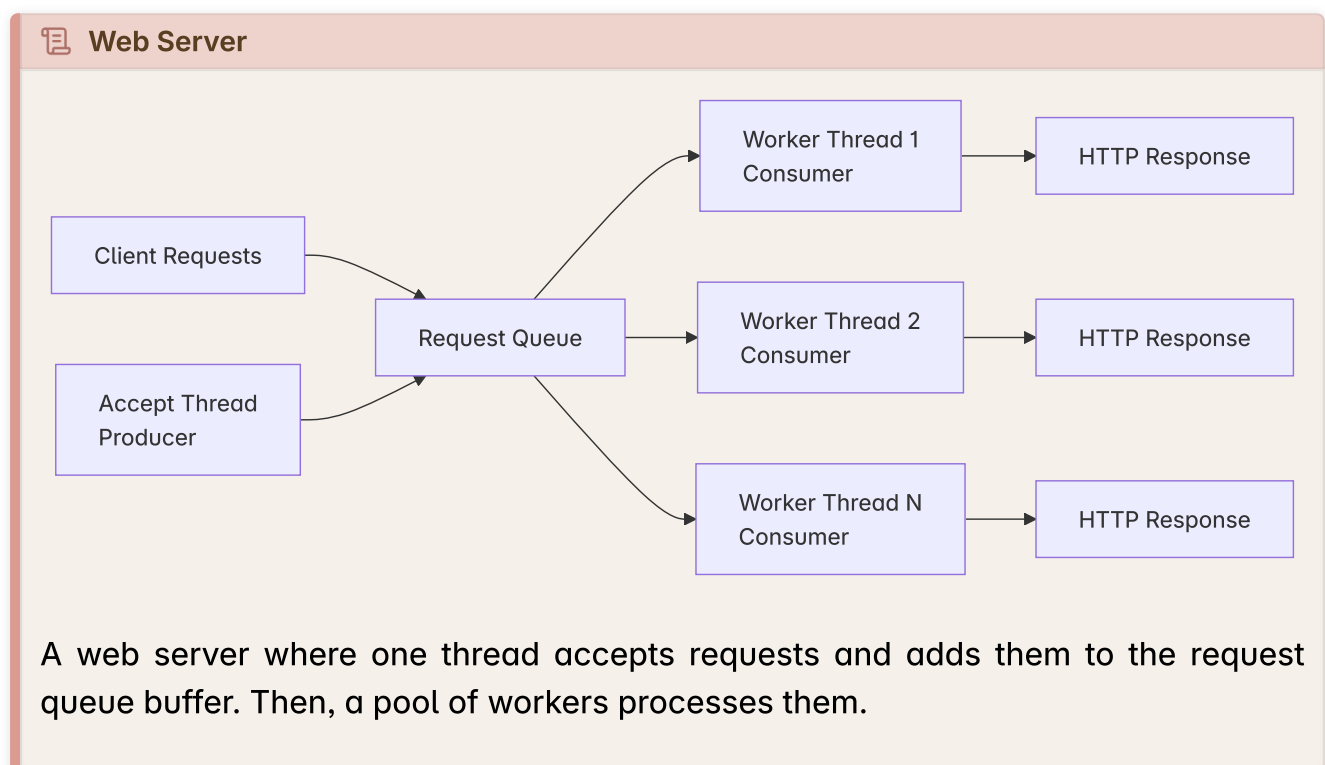 Web Server
Client Requests
Accept Thread
Producer
Request Queue
Worker Thread 1
Consumer
HTTP Response
Worker Thread 2
Consumer
HTTP Response
Worker Thread N
Consumer
HTTP Response
A web server where one thread accepts requests and adds them to the request
queue buffer. Then, a pool of workers processes them.